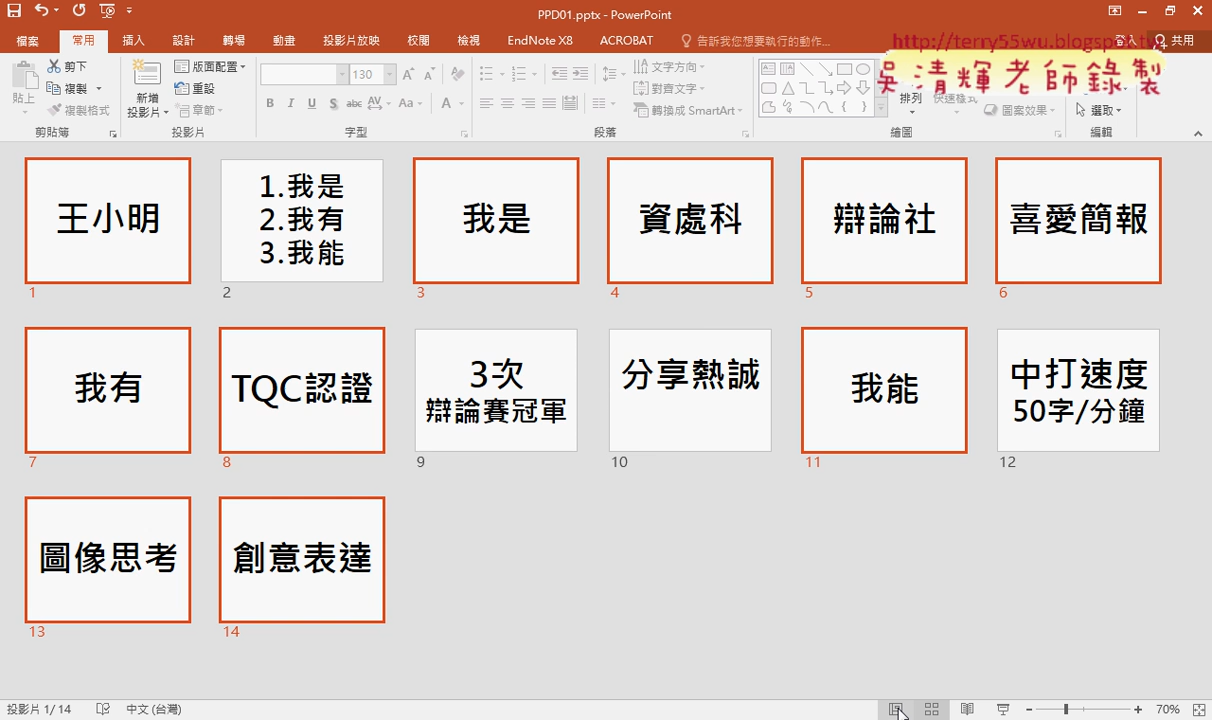 PPD01.pptx - PowerPoint
檔案 常用 插入 設計 轉場 動畫 投影片放映 校閱 檢視 EndNote X8 ACROBAT 告訴我您想要執行的動作... 登入 共用
http://terry55wu.blogspot.tw
吳清輝老師錄製
貼上 剪下 複製 複製格式 剪貼簿
新增投影片 版面配置 重設 章節 投影片
130 B I U S abc AV Aa A 字型
文字方向 對齊文字 轉換成 SmartArt 段落
排列 快速樣式 圖案效果 繪圖
選取 編輯
王小明
1
1.我是
2.我有
3.我能
2
我是
3
資處科
4
辯論社
5
喜愛簡報
6
我有
7
TQC認證
8
3次
辯論賽冠軍
9
分享熱誠
10
我能
11
中打速度
50字/分鐘
12
圖像思考
13
創意表達
14
投影片 1/14 中文 (台灣) 70%